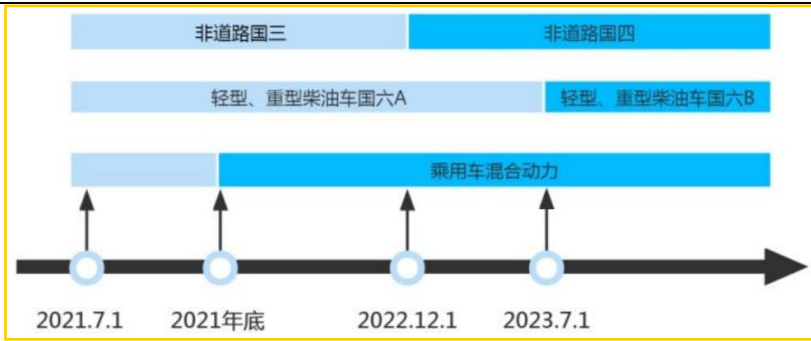 非道路国三 非道路国四
轻型、重型柴油车国六A 轻型、重型柴油车国六B
乘用车混合动力
2021.7.1 2021年底 2022.12.1 2023.7.1